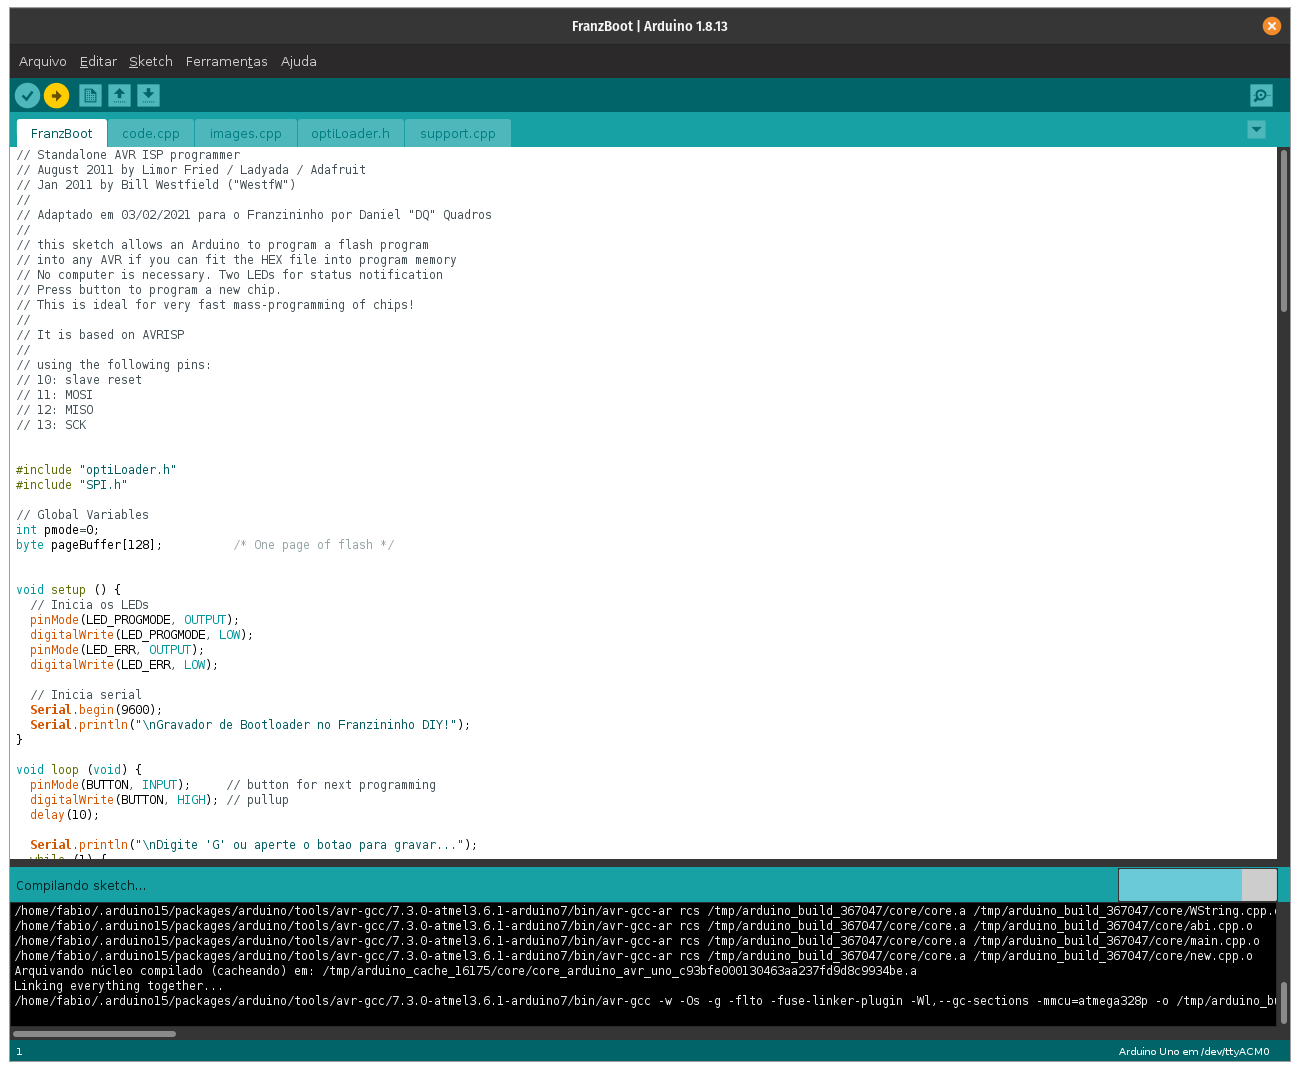 FranzBoot | Arduino 1.8.13
Arquivo Editar Sketch Ferramentas Ajuda
FranzBoot code.cpp images.cpp optiLoader.h support.cpp
// Standalone AVR ISP programmer
// August 2011 by Limor Fried / Ladyada / Adafruit
// Jan 2011 by Bill Westfield ("WestfW")
//
// Adaptado em 03/02/2021 para o Franzininho por Daniel "DQ" Quadros
//
// this sketch allows an Arduino to program a flash program
// into any AVR if you can fit the HEX file into program memory
// No computer is necessary. Two LEDs for status notification
// Press button to program a new chip.
// This is ideal for very fast mass-programming of chips!
//
// It is based on AVRISP
//
// using the following pins:
// 10: slave reset
// 11: MOSI
// 12: MISO
// 13: SCK
#include "optiLoader.h"
#include "SPI.h"
// Global Variables
int pmode=0;
byte pageBuffer[128];          /* One page of flash */
void setup () {
  // Inicia os LEDs
  pinMode(LED_PROGMODE, OUTPUT);
  digitalWrite(LED_PROGMODE, LOW);
  pinMode(LED_ERR, OUTPUT);
  digitalWrite(LED_ERR, LOW);
  // Inicia serial
  Serial.begin(9600);
  Serial.println("\nGravador de Bootloader no Franzininho DIY!");
}
void loop (void) {
  pinMode(BUTTON, INPUT);     // button for next programming
  digitalWrite(BUTTON, HIGH); // pullup
  delay(10);
  Serial.println("\nDigite 'G' ou aperte o botao para gravar...");
  while (1) {
Compilando sketch...
/home/fabio/.arduino15/packages/arduino/tools/avr-gcc/7.3.0-atmel3.6.1-arduino7/bin/avr-gcc-ar rcs /tmp/arduino_build_367047/core/core.a /tmp/arduino_build_367047/core/WString.cpp.
/home/fabio/.arduino15/packages/arduino/tools/avr-gcc/7.3.0-atmel3.6.1-arduino7/bin/avr-gcc-ar rcs /tmp/arduino_build_367047/core/core.a /tmp/arduino_build_367047/core/abi.cpp.o
/home/fabio/.arduino15/packages/arduino/tools/avr-gcc/7.3.0-atmel3.6.1-arduino7/bin/avr-gcc-ar rcs /tmp/arduino_build_367047/core/core.a /tmp/arduino_build_367047/core/main.cpp.o
/home/fabio/.arduino15/packages/arduino/tools/avr-gcc/7.3.0-atmel3.6.1-arduino7/bin/avr-gcc-ar rcs /tmp/arduino_build_367047/core/core.a /tmp/arduino_build_367047/core/new.cpp.o
Arquivando núcleo compilado (cacheando) em: /tmp/arduino_cache_16175/core/core_arduino_avr_uno_c93bfe000130463aa237fd9d8c9934be.a
Linking everything together...
/home/fabio/.arduino15/packages/arduino/tools/avr-gcc/7.3.0-atmel3.6.1-arduino7/bin/avr-gcc -w -Os -g -flto -fuse-linker-plugin -Wl,--gc-sections -mmcu=atmega328p -o /tmp/arduino_b
1
Arduino Uno em /dev/ttyACM0